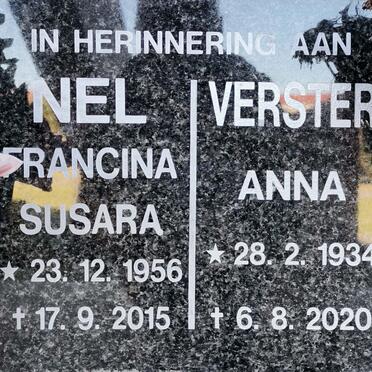 IN HERINNERING AAN
NEL
FRANCINA
SUSARA
★ 23. 12. 1956
✝ 17. 9. 2015
VERSTER
ANNA
★ 28. 2. 1934
✝ 6. 8. 2020